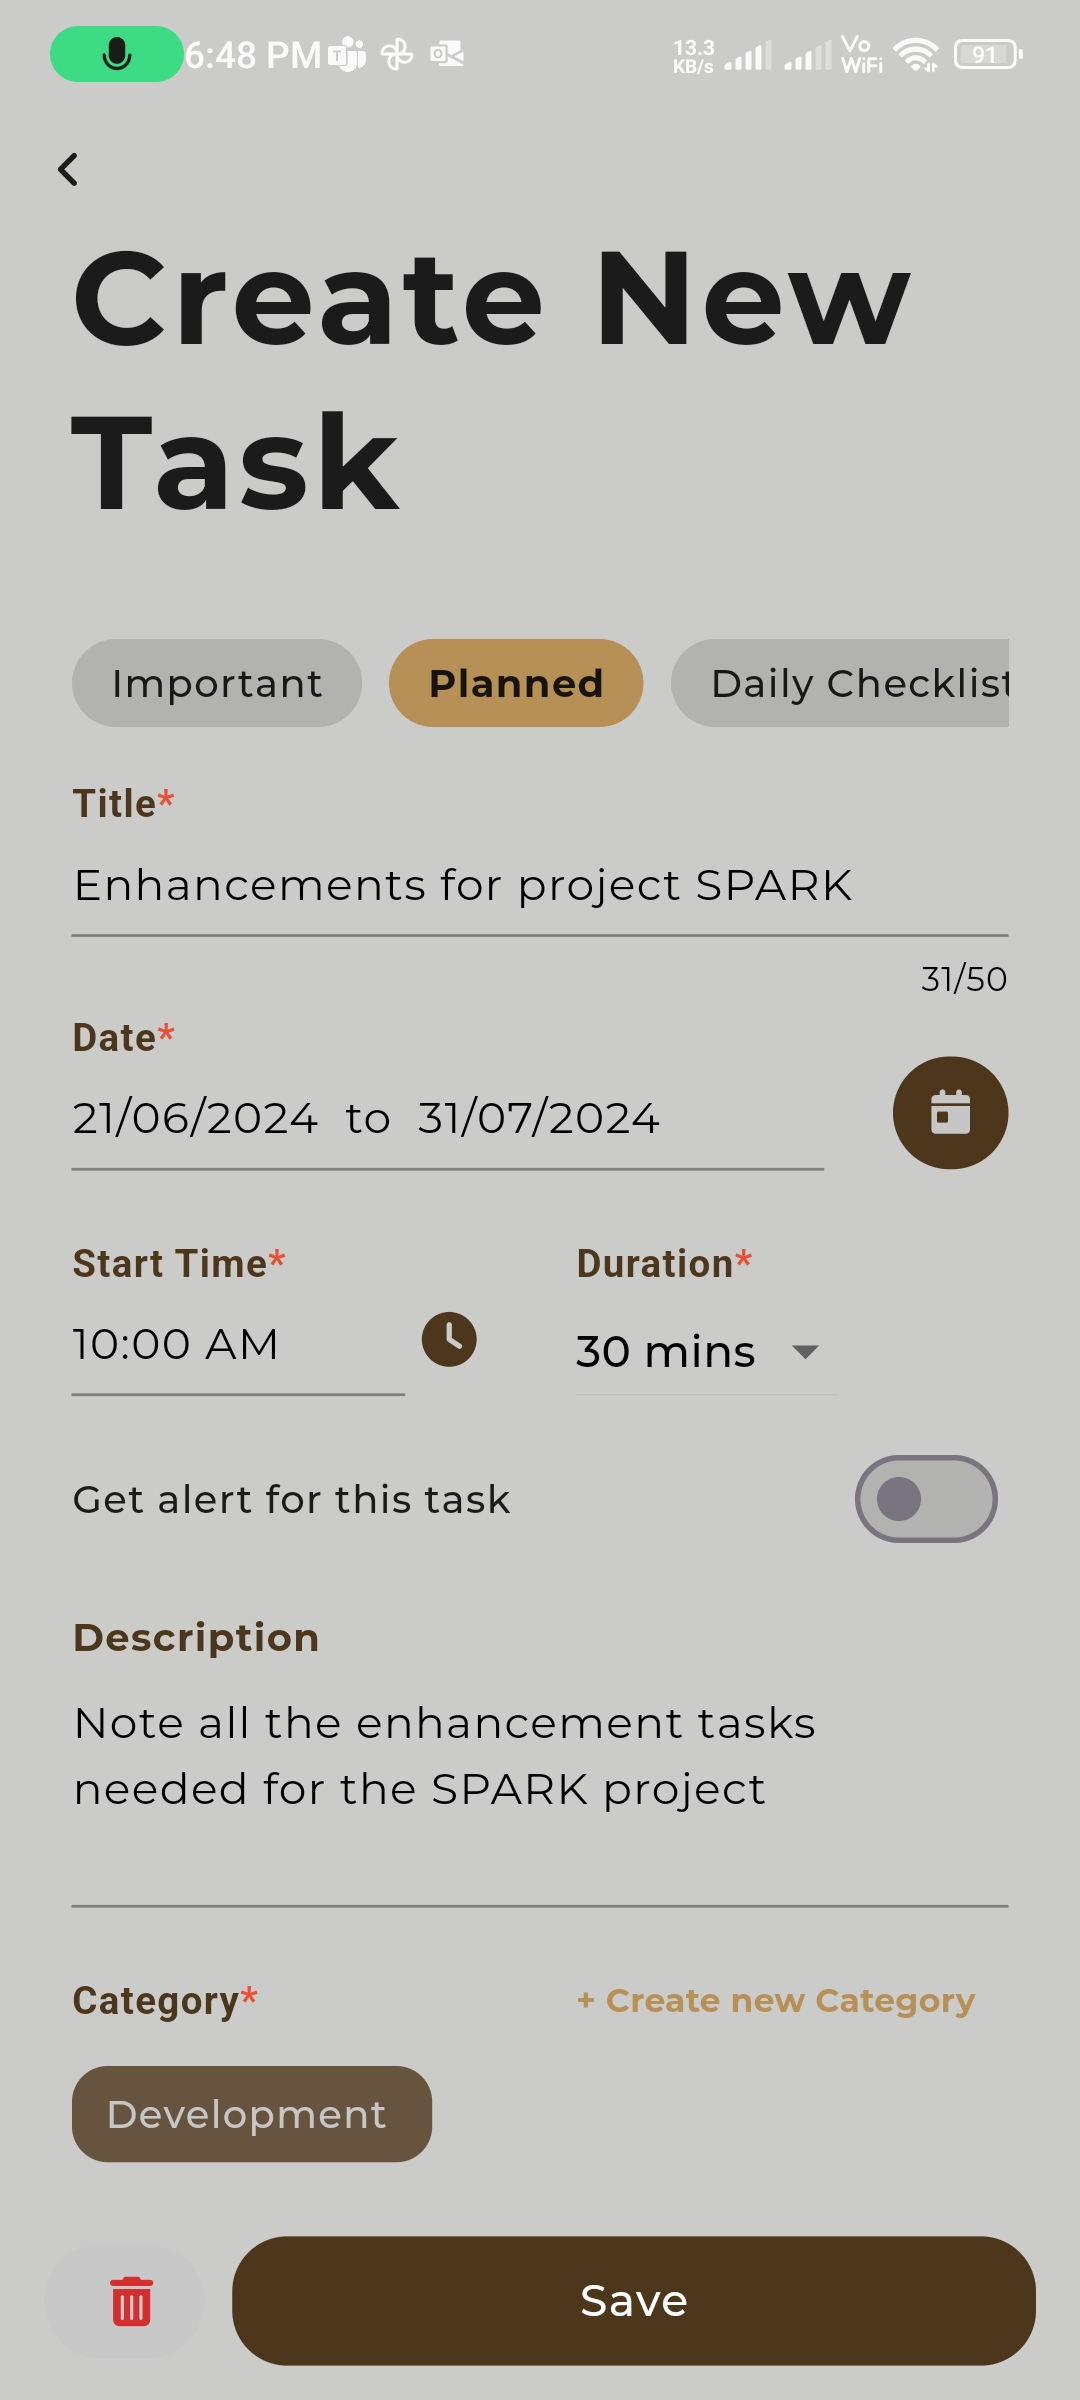 6:48 PM 13.3 KB/s Vo WiFi 91
Create New
Task
Important Planned Daily Checklist
Title*
Enhancements for project SPARK
31/50
Date*
21/06/2024 to 31/07/2024
Start Time* Duration*
10:00 AM 30 mins
Get alert for this task
Description
Note all the enhancement tasks
needed for the SPARK project
Category* + Create new Category
Development
Save